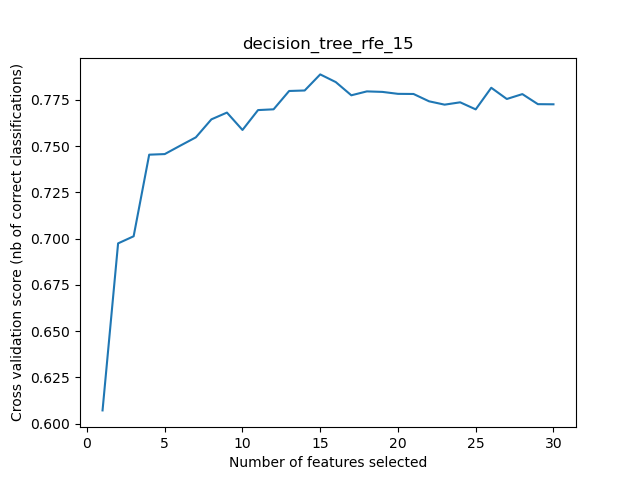 decision_tree_rfe_15
Cross validation score (nb of correct classifications)
0.775
0.750
0.725
0.700
0.675
0.650
0.625
0.600
0 5 10 15 20 25 30
Number of features selected